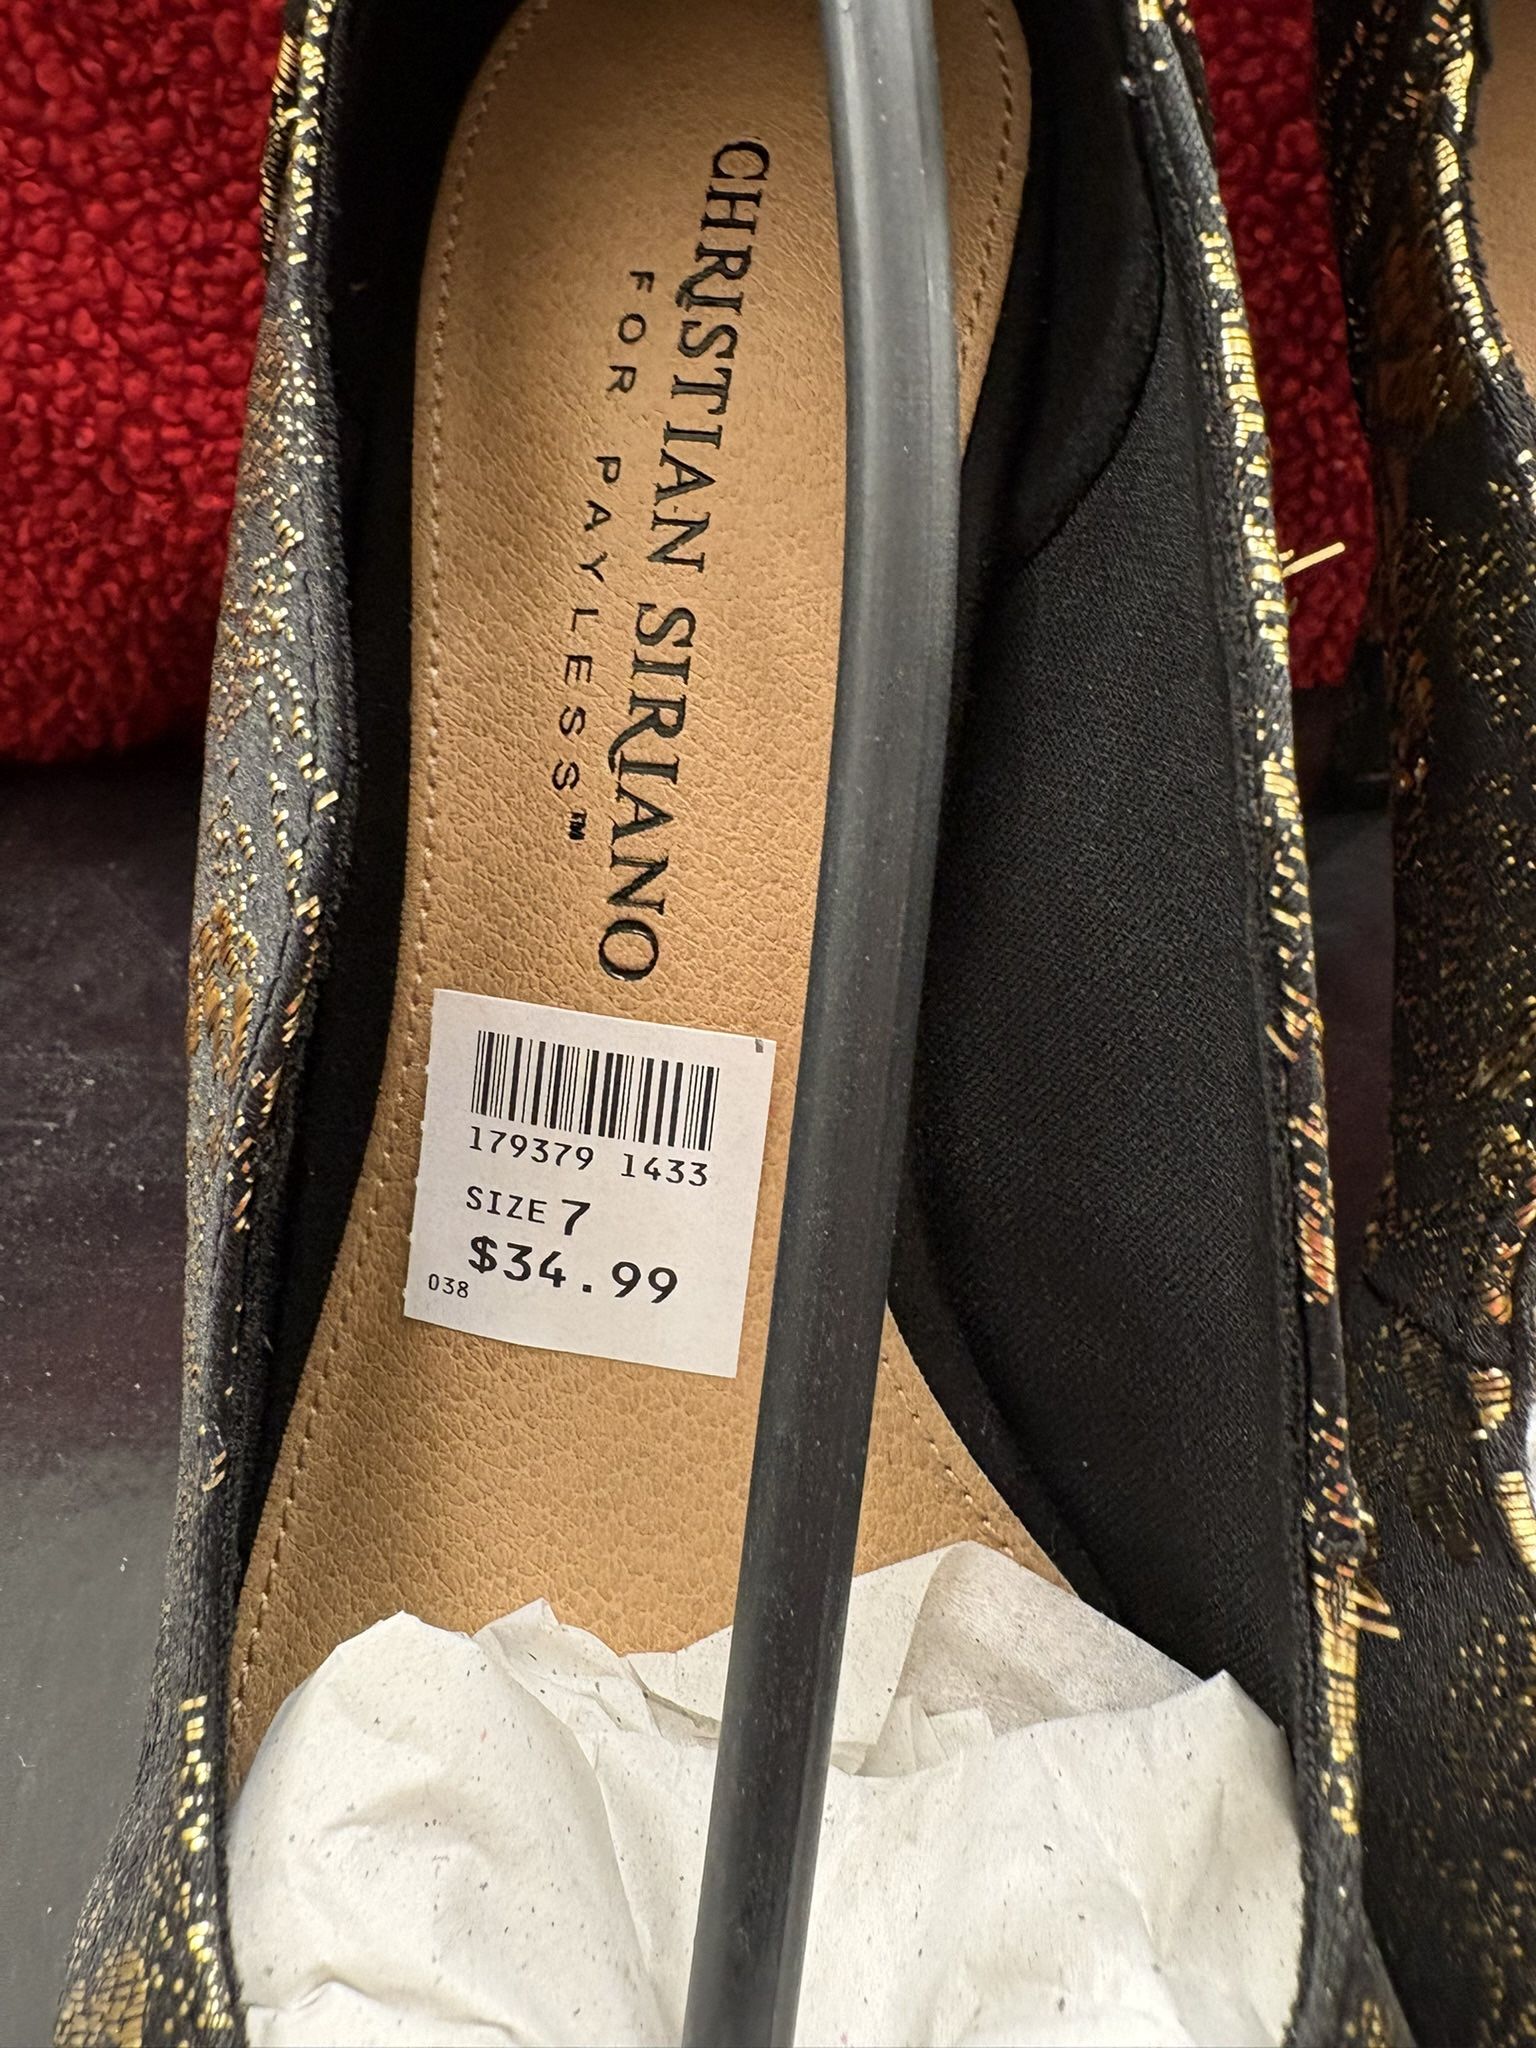 CHRISTIAN SIRIANO
FOR PAYLESS™
179379 1433
SIZE 7
$34.99
038